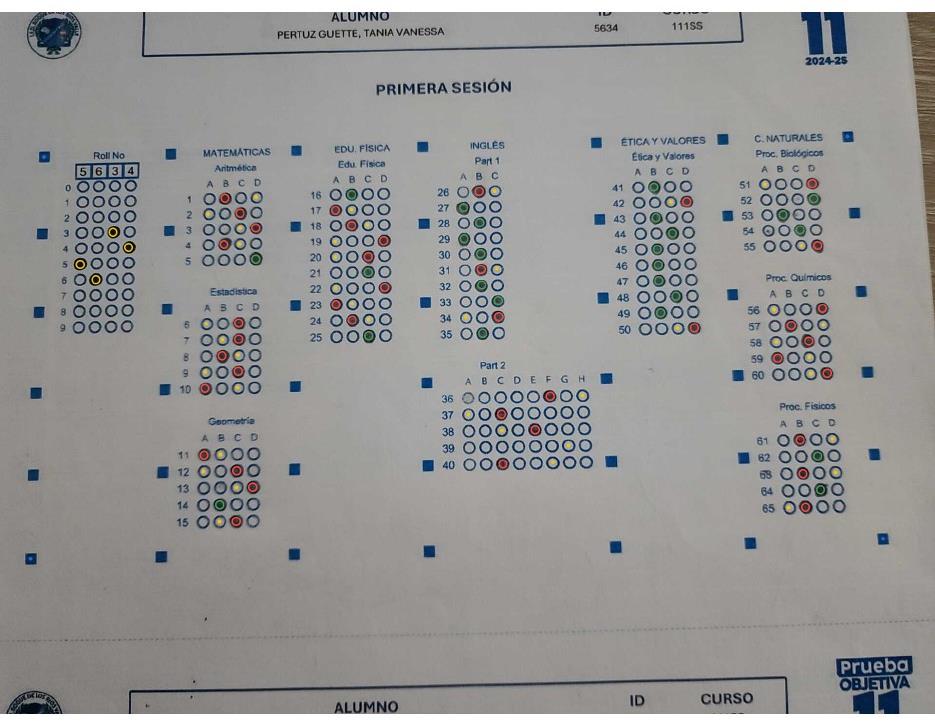 ALUMNO
PERTUZ GUETTE, TANIA VANESSA
ID
5634
CURSO
111SS
11
2024-25
PRIMERA SESIÓN
Roll No
5 6 3 4
0
1
2
3
4
5
6
7
8
9
MATEMÁTICAS
Aritmética
A B C D
1
2
3
4
5
Estadística
A B C D
6
7
8
9
10
Geometría
A B C D
11
12
13
14
15
EDU. FÍSICA
Edu. Física
A B C D
16
17
18
19
20
21
22
23
24
25
INGLÉS
Part 1
A B C
26
27
28
29
30
31
32
33
34
35
Part 2
A B C D E F G H
36
37
38
39
40
ÉTICA Y VALORES
Ética y Valores
A B C D
41
42
43
44
45
46
47
48
49
50
C. NATURALES
Proc. Biológicos
A B C D
51
52
53
54
55
Proc. Químicos
A B C D
56
57
58
59
60
Proc. Físicos
A B C D
61
62
63
64
65
Prueba
OBJETIVA
11
ALUMNO
ID
CURSO